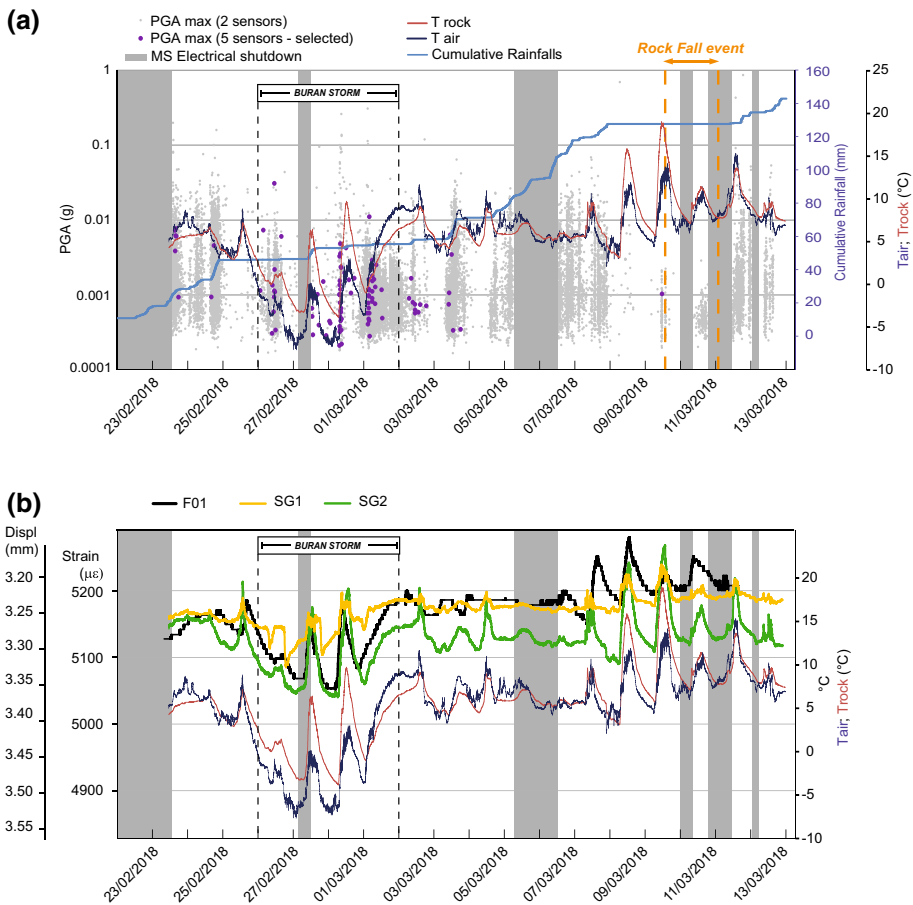 (a)
PGA max (2 sensors)
PGA max (5 sensors - selected)
MS Electrical shutdown
T rock
T air
Cumulative Rainfalls
Rock Fall event
BURAN STORM
PGA (g)
1
0.1
0.01
0.001
0.0001
160
140
120
100
80
60
40
20
0
Cumulative Rainfall (mm)
25
20
15
10
5
0
-5
-10
Tair; Trock (°C)
23/02/2018
25/02/2018
27/02/2018
01/03/2018
03/03/2018
05/03/2018
07/03/2018
09/03/2018
11/03/2018
13/03/2018
(b)
F01
SG1
SG2
Displ
(mm)
3.20
3.25
3.30
3.35
3.40
3.45
3.50
3.55
Strain
(με)
5200
5100
5000
4900
BURAN STORM
20
15
10
5
0
-5
-10
°C
Tair; Trock (°C)
23/02/2018
25/02/2018
27/02/2018
01/03/2018
03/03/2018
05/03/2018
07/03/2018
09/03/2018
11/03/2018
13/03/2018